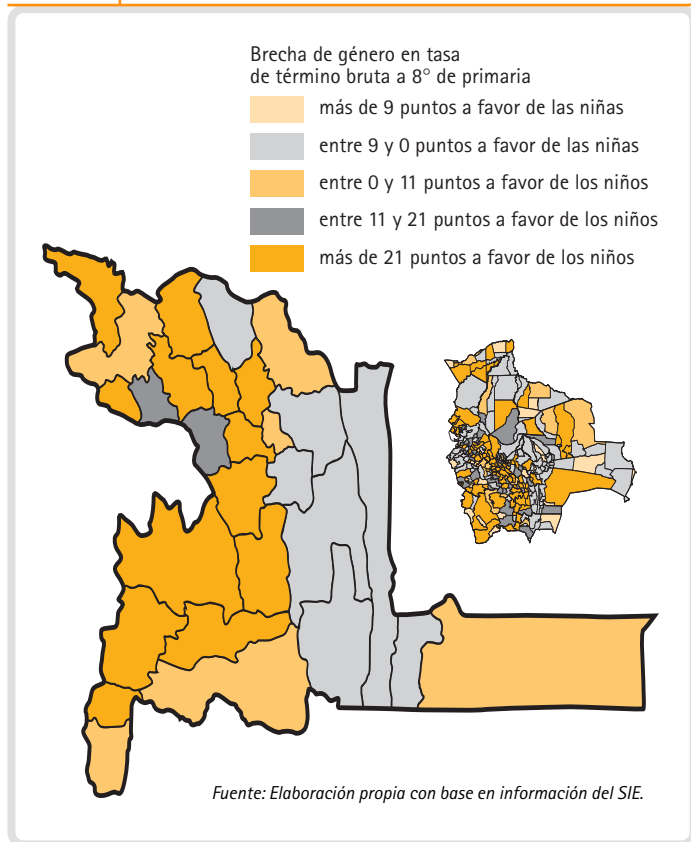 Brecha de género en tasa
de término bruta a 8° de primaria
más de 9 puntos a favor de las niñas
entre 9 y 0 puntos a favor de las niñas
entre 0 y 11 puntos a favor de los niños
entre 11 y 21 puntos a favor de los niños
más de 21 puntos a favor de los niños
Fuente: Elaboración propia con base en información del SIE.